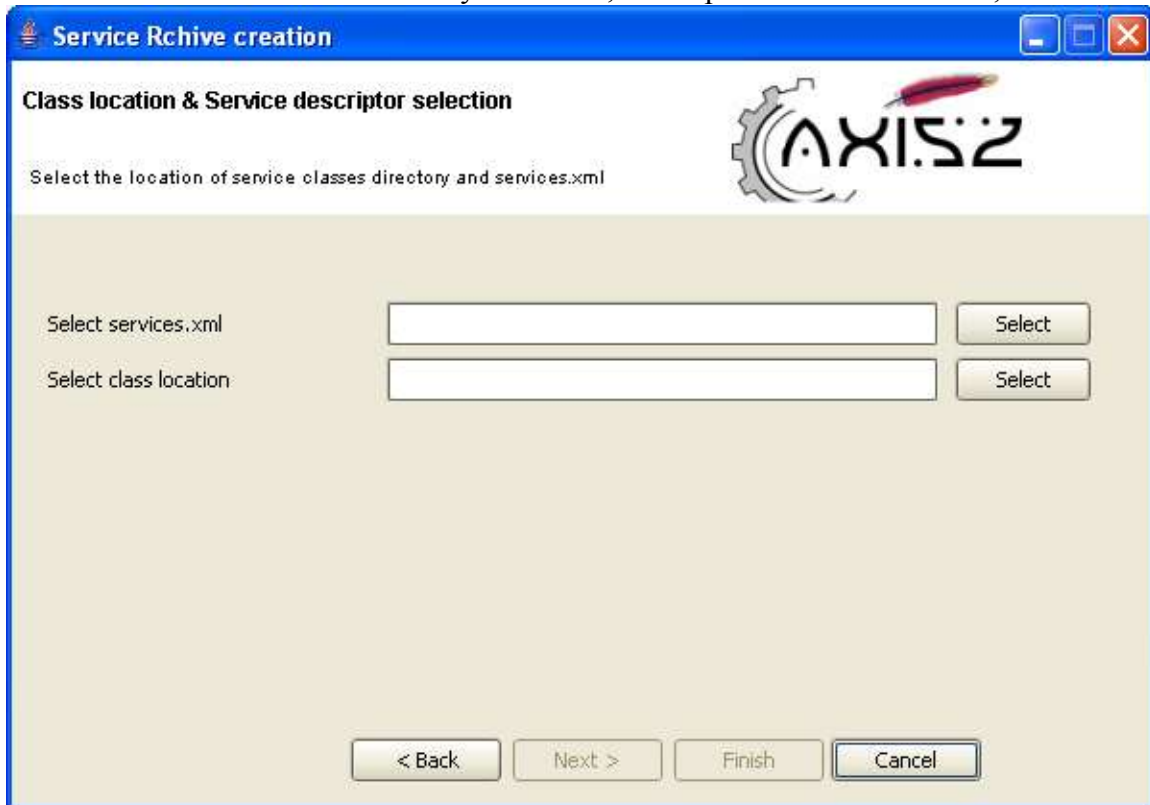 Service Rchive creation
Class location & Service descriptor selection
AXIS2
Select the location of service classes directory and services.xml
Select services.xml Select
Select class location Select
< Back Next > Finish Cancel